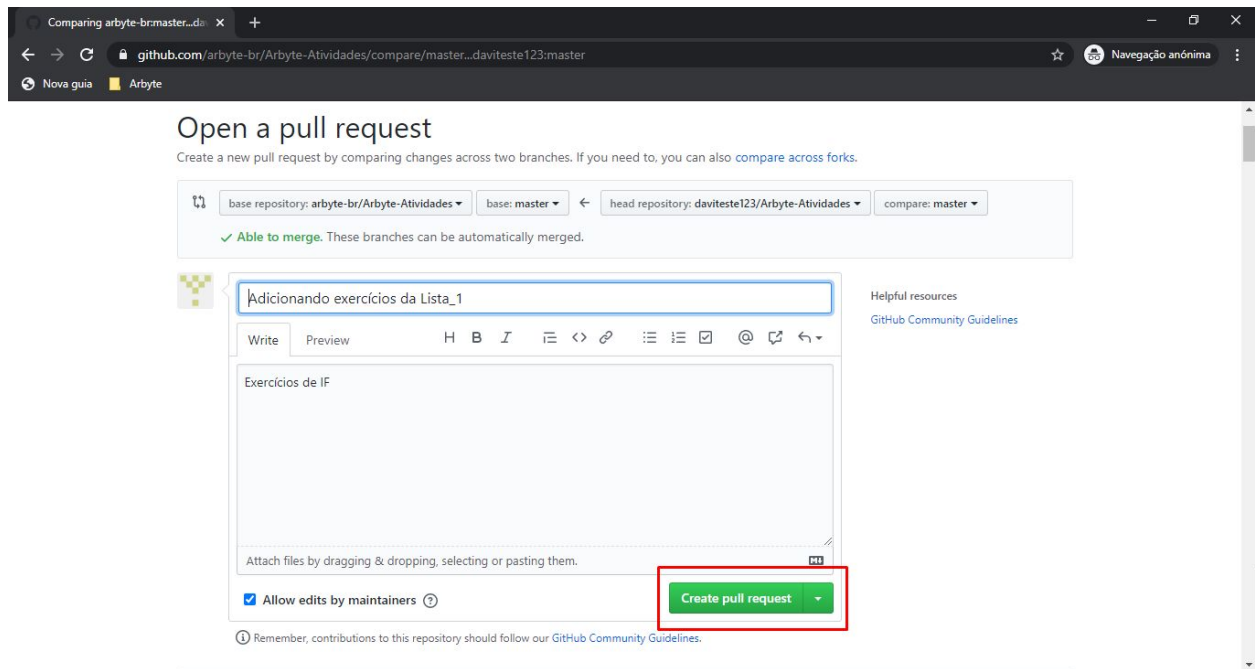 Comparing arbyte-br:master...da
github.com/arbyte-br/Arbyte-Atividades/compare/master...daviteste123:master
Navegação anónima
Nova guia
Arbyte
Open a pull request
Create a new pull request by comparing changes across two branches. If you need to, you can also compare across forks.
base repository: arbyte-br/Arbyte-Atividades
base: master
head repository: daviteste123/Arbyte-Atividades
compare: master
Able to merge. These branches can be automatically merged.
Adicionando exercícios da Lista_1
Helpful resources
GitHub Community Guidelines
Write
Preview
H B I
Exercícios de IF
Attach files by dragging & dropping, selecting or pasting them.
Allow edits by maintainers
Create pull request
Remember, contributions to this repository should follow our GitHub Community Guidelines.